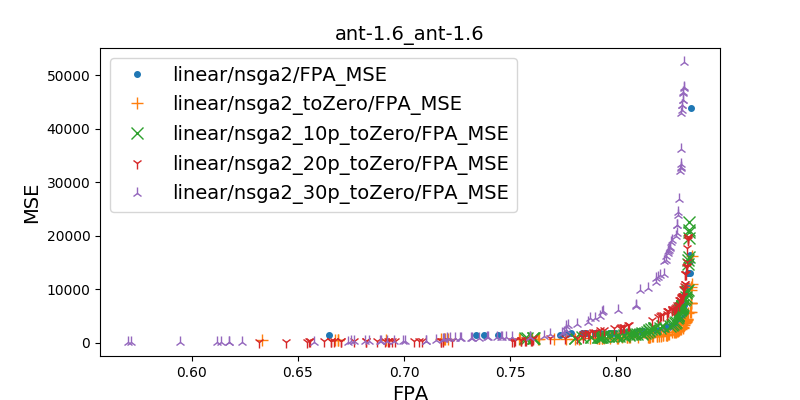 ant-1.6_ant-1.6
50000
40000
30000
20000
10000
0
MSE
linear/nsga2/FPA_MSE
linear/nsga2_toZero/FPA_MSE
linear/nsga2_10p_toZero/FPA_MSE
linear/nsga2_20p_toZero/FPA_MSE
linear/nsga2_30p_toZero/FPA_MSE
0.60 0.65 0.70 0.75 0.80
FPA